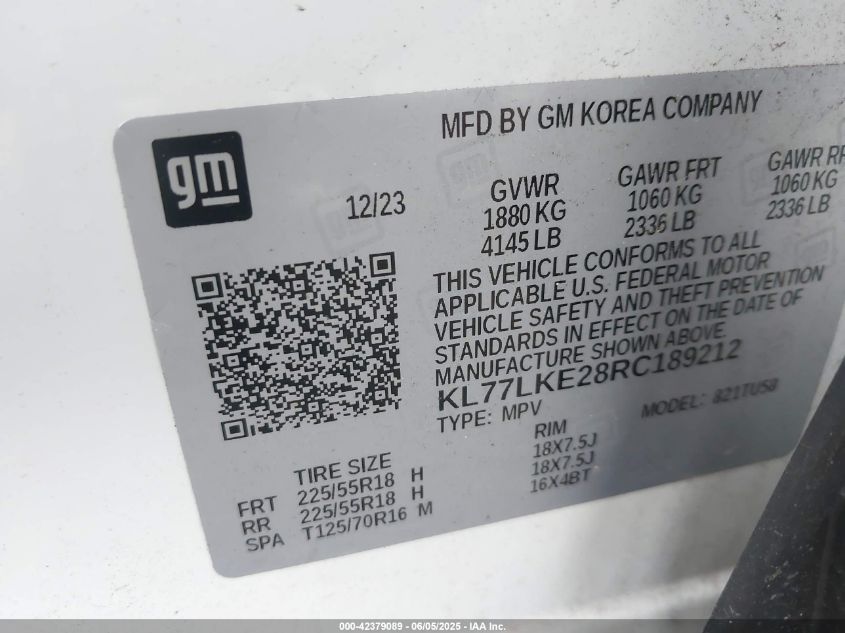 MFD BY GM KOREA COMPANY
gm
12/23
GVWR
1880 KG
4145 LB
GAWR FRT
1060 KG
2336 LB
GAWR RR
1060 KG
2336 LB
THIS VEHICLE CONFORMS TO ALL
APPLICABLE U.S. FEDERAL MOTOR
VEHICLE SAFETY AND THEFT PREVENTION
STANDARDS IN EFFECT ON THE DATE OF
MANUFACTURE SHOWN ABOVE.
KL77LKE28RC189212
TYPE: MPV
MODEL: 821TU58
TIRE SIZE
RIM
FRT 225/55R18 H 18X7.5J
RR 225/55R18 H 18X7.5J
SPA T125/70R16 M 16X4BT
000-42379089 - 06/05/2025 - IAA Inc.